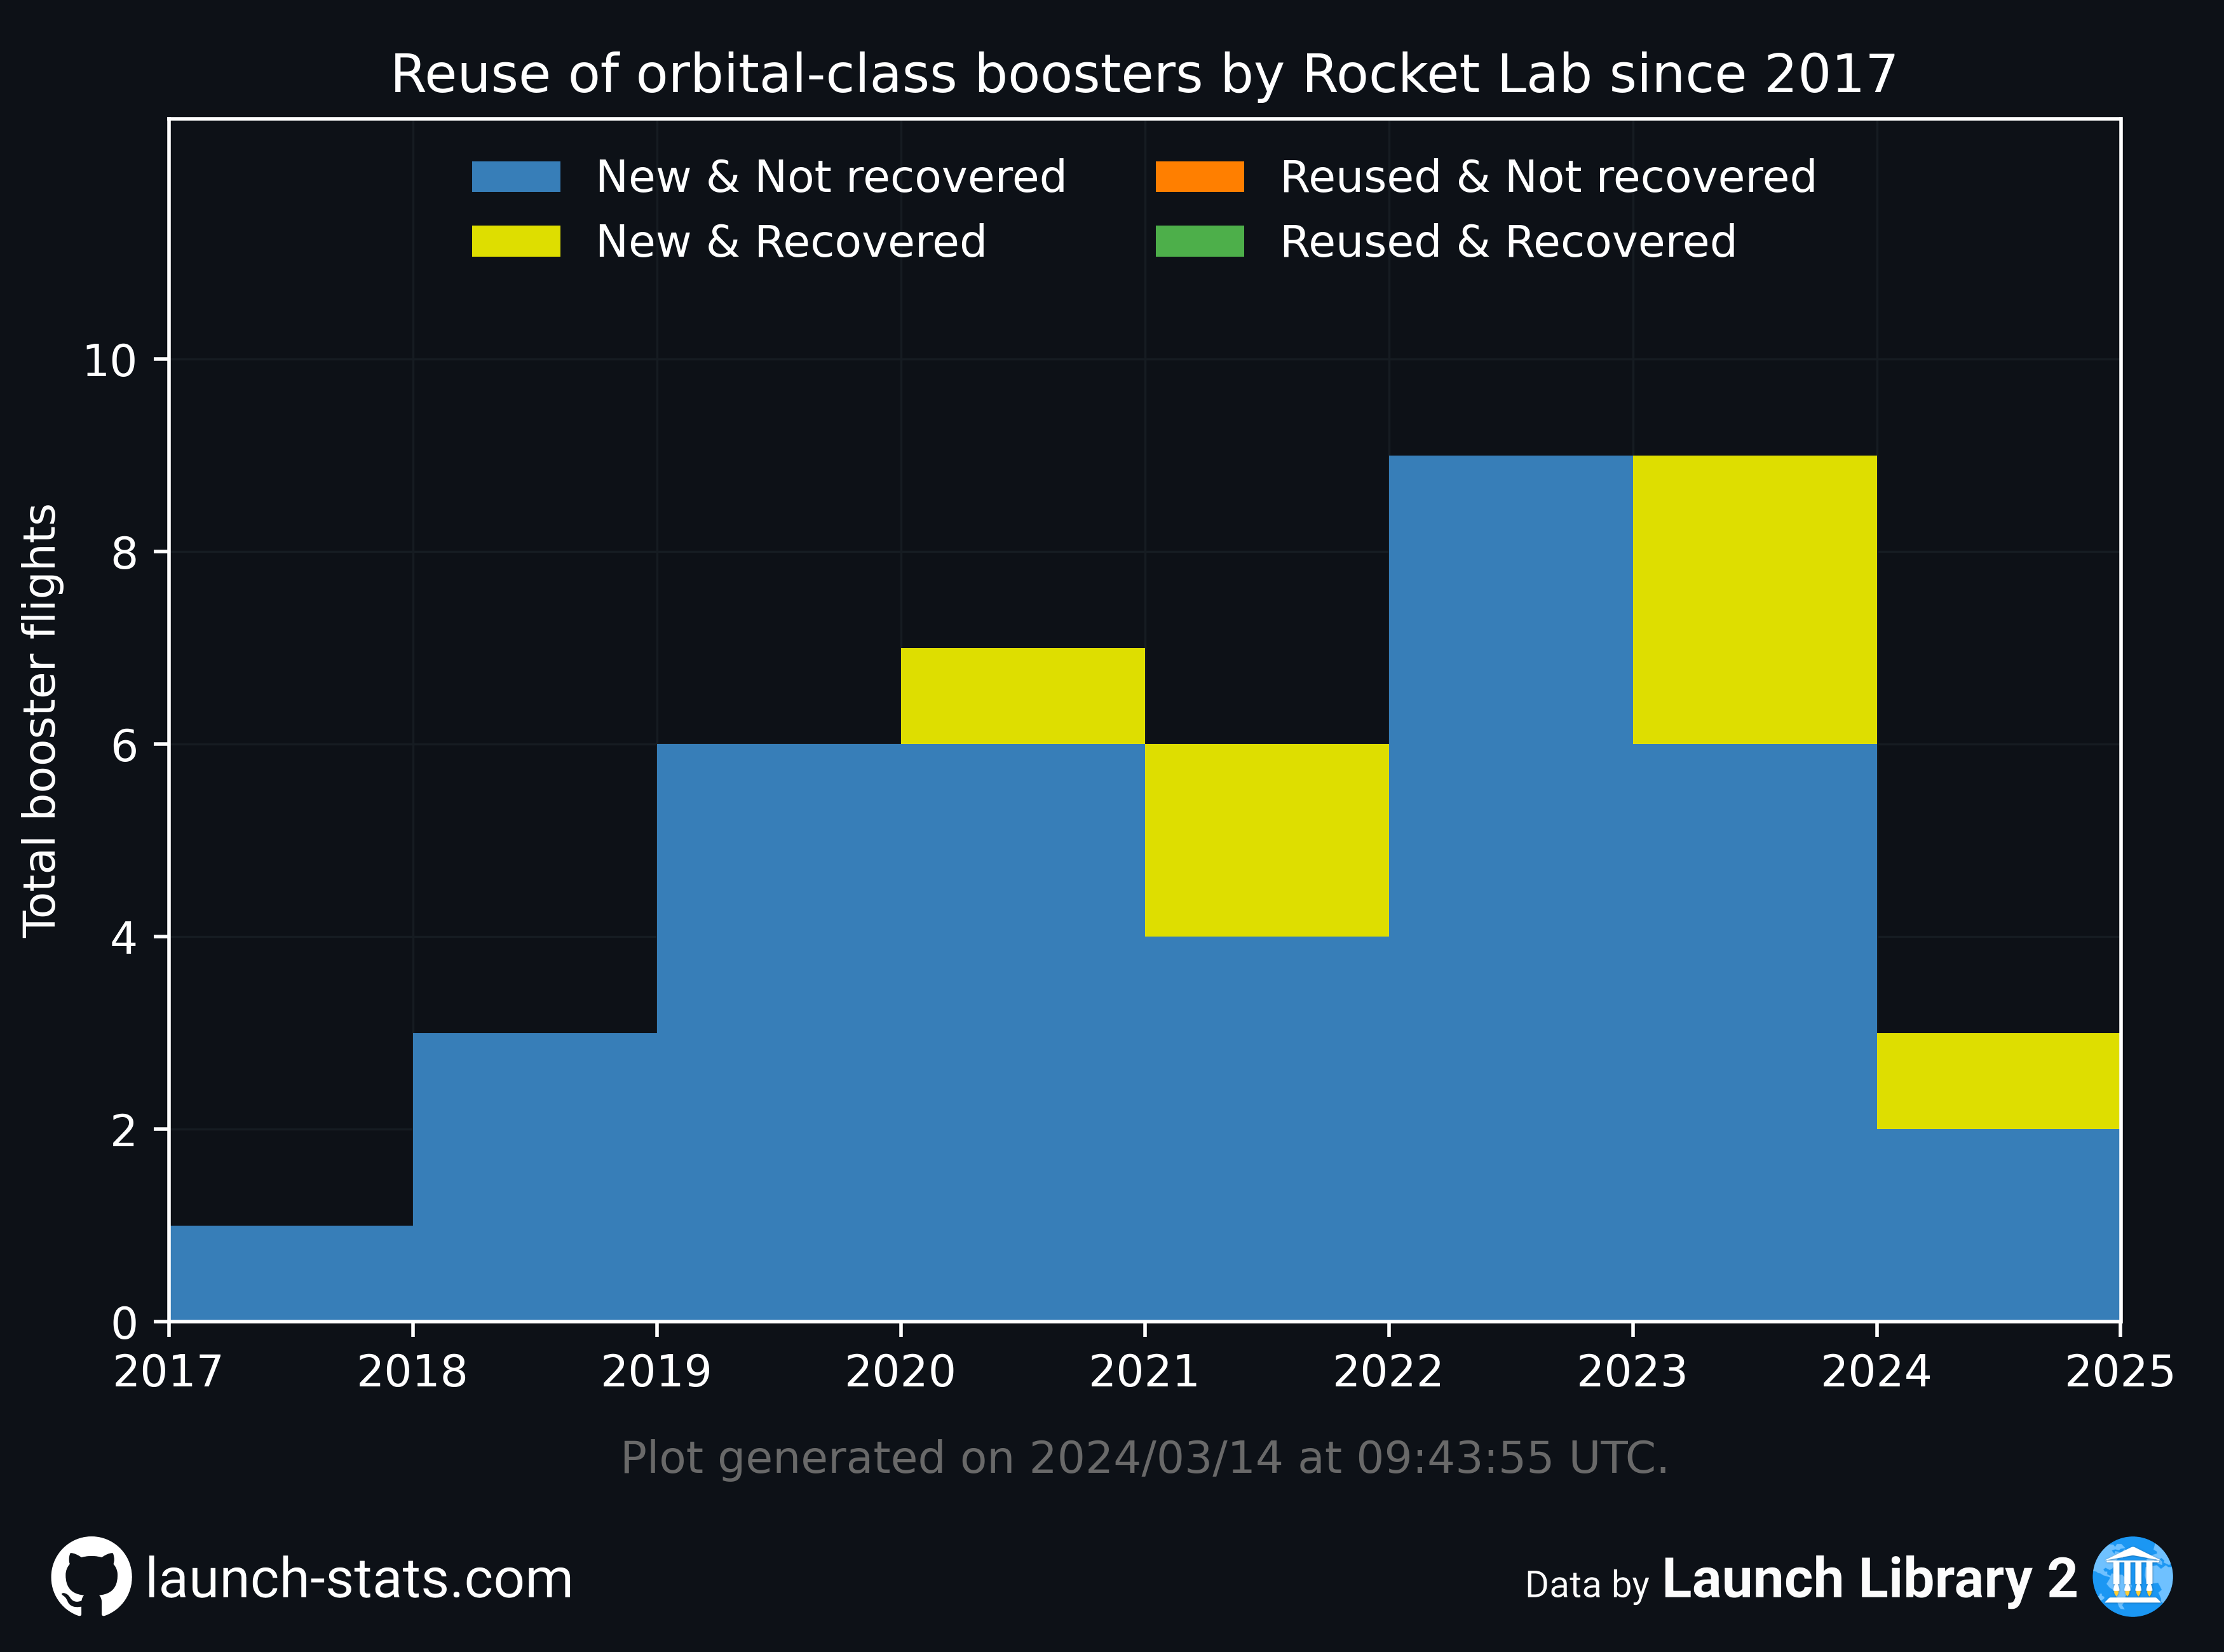 Reuse of orbital-class boosters by Rocket Lab since 2017
New & Not recovered
Reused & Not recovered
New & Recovered
Reused & Recovered
Total booster flights
10
8
6
4
2
0
2017 2018 2019 2020 2021 2022 2023 2024 2025
Plot generated on 2024/03/14 at 09:43:55 UTC.
launch-stats.com
Data by Launch Library 2